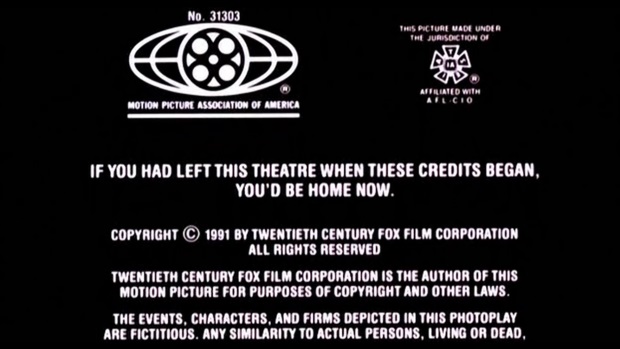 No. 31303
MOTION PICTURE ASSOCIATION OF AMERICA
®
THIS PICTURE MADE UNDER
THE JURISDICTION OF
IA
®
AFFILIATED WITH
AFL-CIO
IF YOU HAD LEFT THIS THEATRE WHEN THESE CREDITS BEGAN,
YOU'D BE HOME NOW.
COPYRIGHT © 1991 BY TWENTIETH CENTURY FOX FILM CORPORATION
ALL RIGHTS RESERVED
TWENTIETH CENTURY FOX FILM CORPORATION IS THE AUTHOR OF THIS
MOTION PICTURE FOR PURPOSES OF COPYRIGHT AND OTHER LAWS.
THE EVENTS, CHARACTERS, AND FIRMS DEPICTED IN THIS PHOTOPLAY
ARE FICTITIOUS. ANY SIMILARITY TO ACTUAL PERSONS, LIVING OR DEAD,